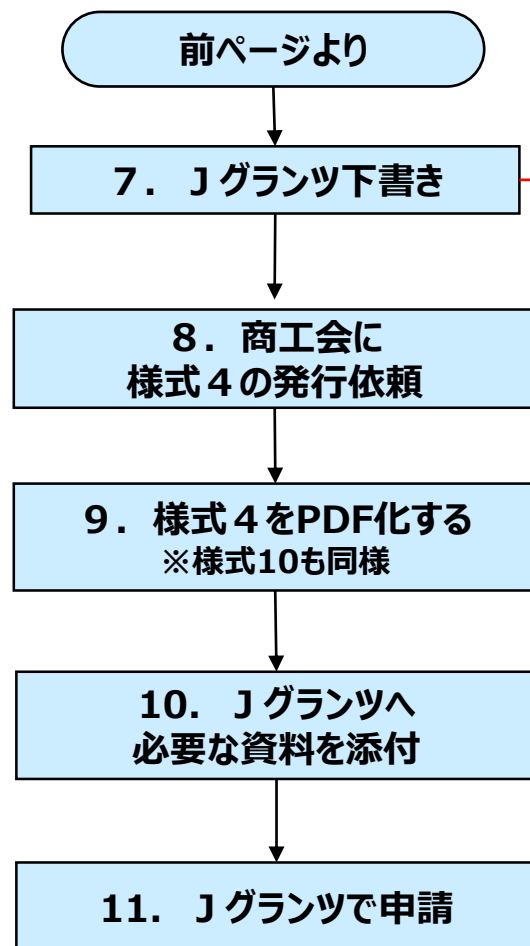 前ページより
７．Ｊグランツ下書き
８．商工会に
様式４の発行依頼
９．様式４をPDF化する
※様式10も同様
10．Ｊグランツへ
必要な資料を添付
11．Ｊグランツで申請